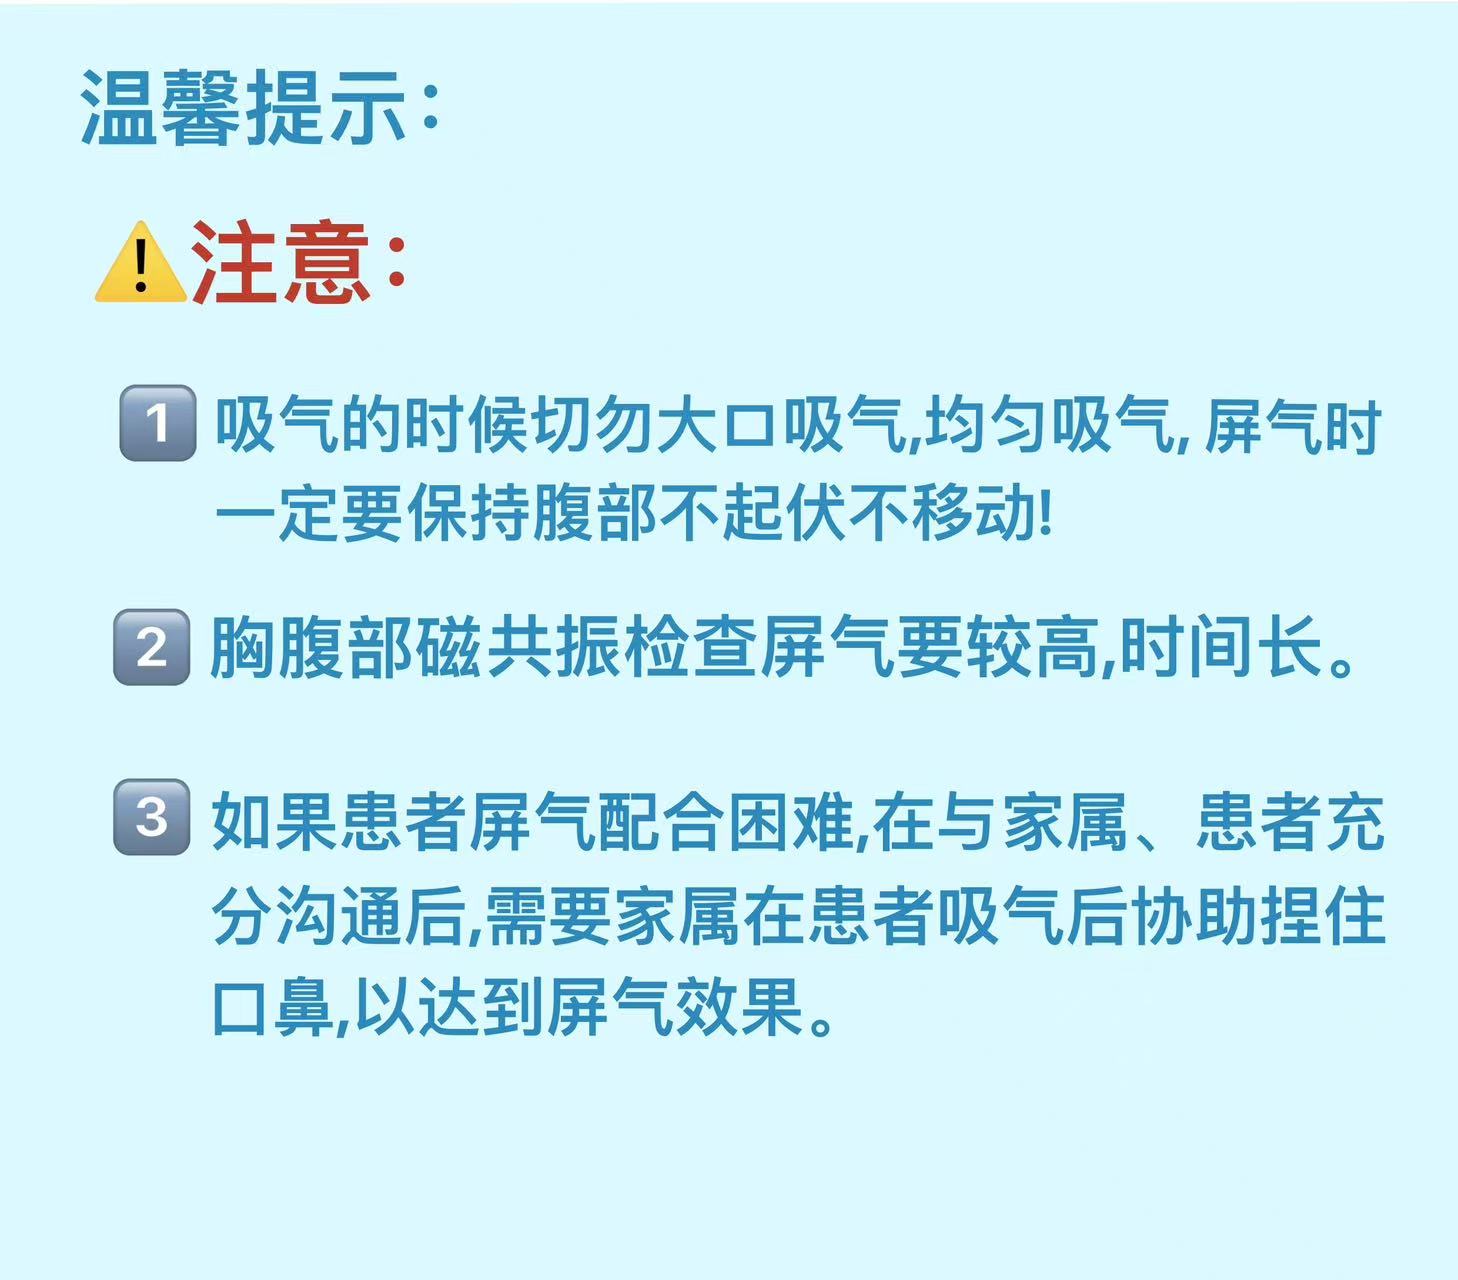 温馨提示：
⚠️注意：
1 吸气的时候切勿大口吸气,均匀吸气, 屏气时
一定要保持腹部不起伏不移动!
2 胸腹部磁共振检查屏气要较高,时间长。
3 如果患者屏气配合困难,在与家属、患者充
分沟通后,需要家属在患者吸气后协助捏住
口鼻,以达到屏气效果。